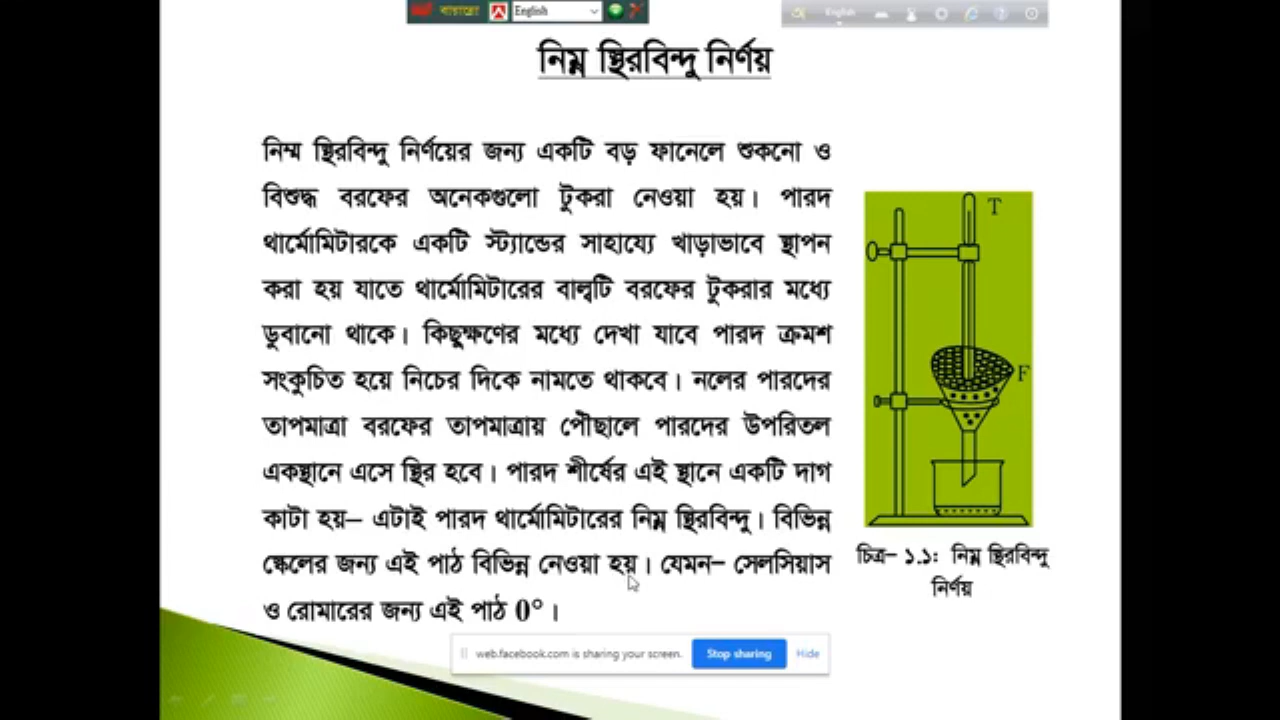 বায়ান্নো English
English
নিম্ন স্থিরবিন্দু নির্ণয়
নিম্ম স্থিরবিন্দু নির্ণয়ের জন্য একটি বড় ফানেলে শুকনো ও
বিশুদ্ধ বরফের অনেকগুলো টুকরা নেওয়া হয়। পারদ
থার্মোমিটারকে একটি স্ট্যান্ডের সাহায্যে খাড়াভাবে স্থাপন
করা হয় যাতে থার্মোমিটারের বাল্বটি বরফের টুকরার মধ্যে
ডুবানো থাকে। কিছুক্ষণের মধ্যে দেখা যাবে পারদ ক্রমশ
সংকুচিত হয়ে নিচের দিকে নামতে থাকবে। নলের পারদের
তাপমাত্রা বরফের তাপমাত্রায় পৌঁছালে পারদের উপরিতল
একস্থানে এসে স্থির হবে। পারদ শীর্ষের এই স্থানে একটি দাগ
কাটা হয়– এটাই পারদ থার্মোমিটারের নিম্ন স্থিরবিন্দু। বিভিন্ন
স্কেলের জন্য এই পাঠ বিভিন্ন নেওয়া হয়। যেমন– সেলসিয়াস
ও রোমারের জন্য এই পাঠ 0°।
T
F
চিত্র– ১.১: নিম্ন স্থিরবিন্দু
নির্ণয়
web.facebook.com is sharing your screen. Stop sharing Hide